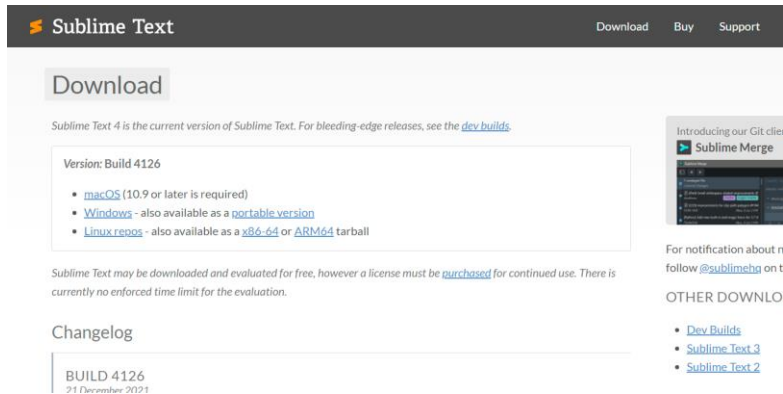 Sublime Text
Download Buy Support
Download
Sublime Text 4 is the current version of Sublime Text. For bleeding-edge releases, see the dev builds.
Version: Build 4126
macOS (10.9 or later is required)
Windows - also available as a portable version
Linux repos - also available as a x86-64 or ARM64 tarball
Sublime Text may be downloaded and evaluated for free, however a license must be purchased for continued use. There is
currently no enforced time limit for the evaluation.
Changelog
BUILD 4126
21 December 2021
Introducing our Git
Sublime Merge
For notification about
follow @sublimehq on
OTHER
Dev Builds
Sublime Text 3
Sublime Text 2